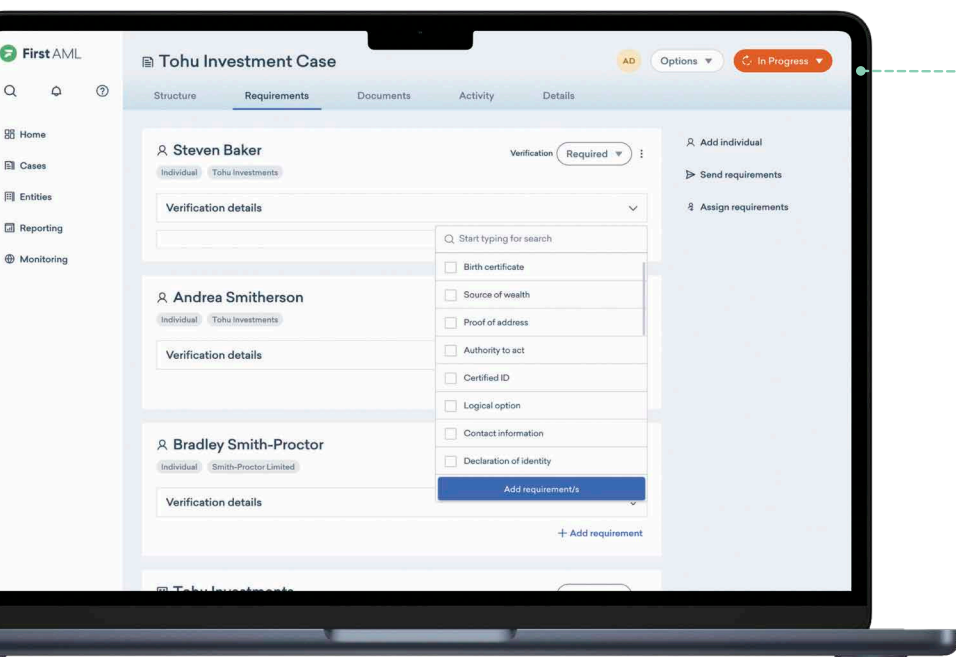 First AML
Tohu Investment Case
AD
Options
In Progress
Structure
Requirements
Documents
Activity
Details
Home
Cases
Entities
Reporting
Monitoring
Steven Baker
Verification
Required
Individual
Tohu Investments
Verification details
Start typing for search
Birth certificate
Source of wealth
Proof of address
Authority to act
Certified ID
Logical option
Contact information
Declaration of identity
Add requirement/s
Andrea Smitherson
Individual
Tohu Investments
Verification details
Bradley Smith-Proctor
Individual
Smith-Proctor Limited
Verification details
+ Add requirement
Tohu Investments
Add individual
Send requirements
Assign requirements